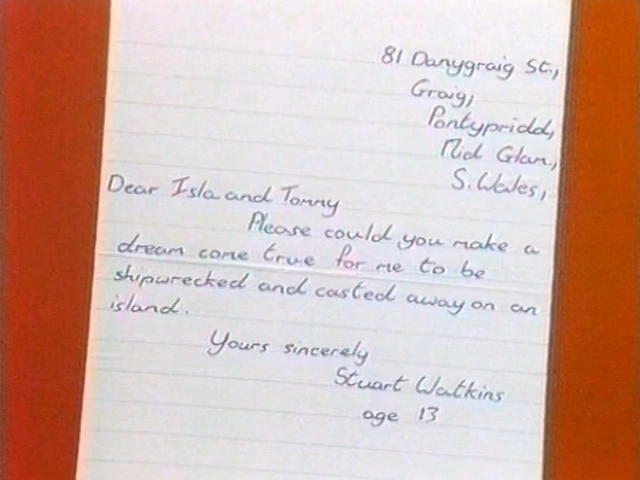 81 Danygraig St.,
Graig,
Pontypridd,
Mid Glam.,
S. Wales,
Dear Isla and Tommy
Please could you make a
dream come true for me to be
shipwrecked and casted away on an
island.
Yours sincerely
Stuart Watkins
age 13